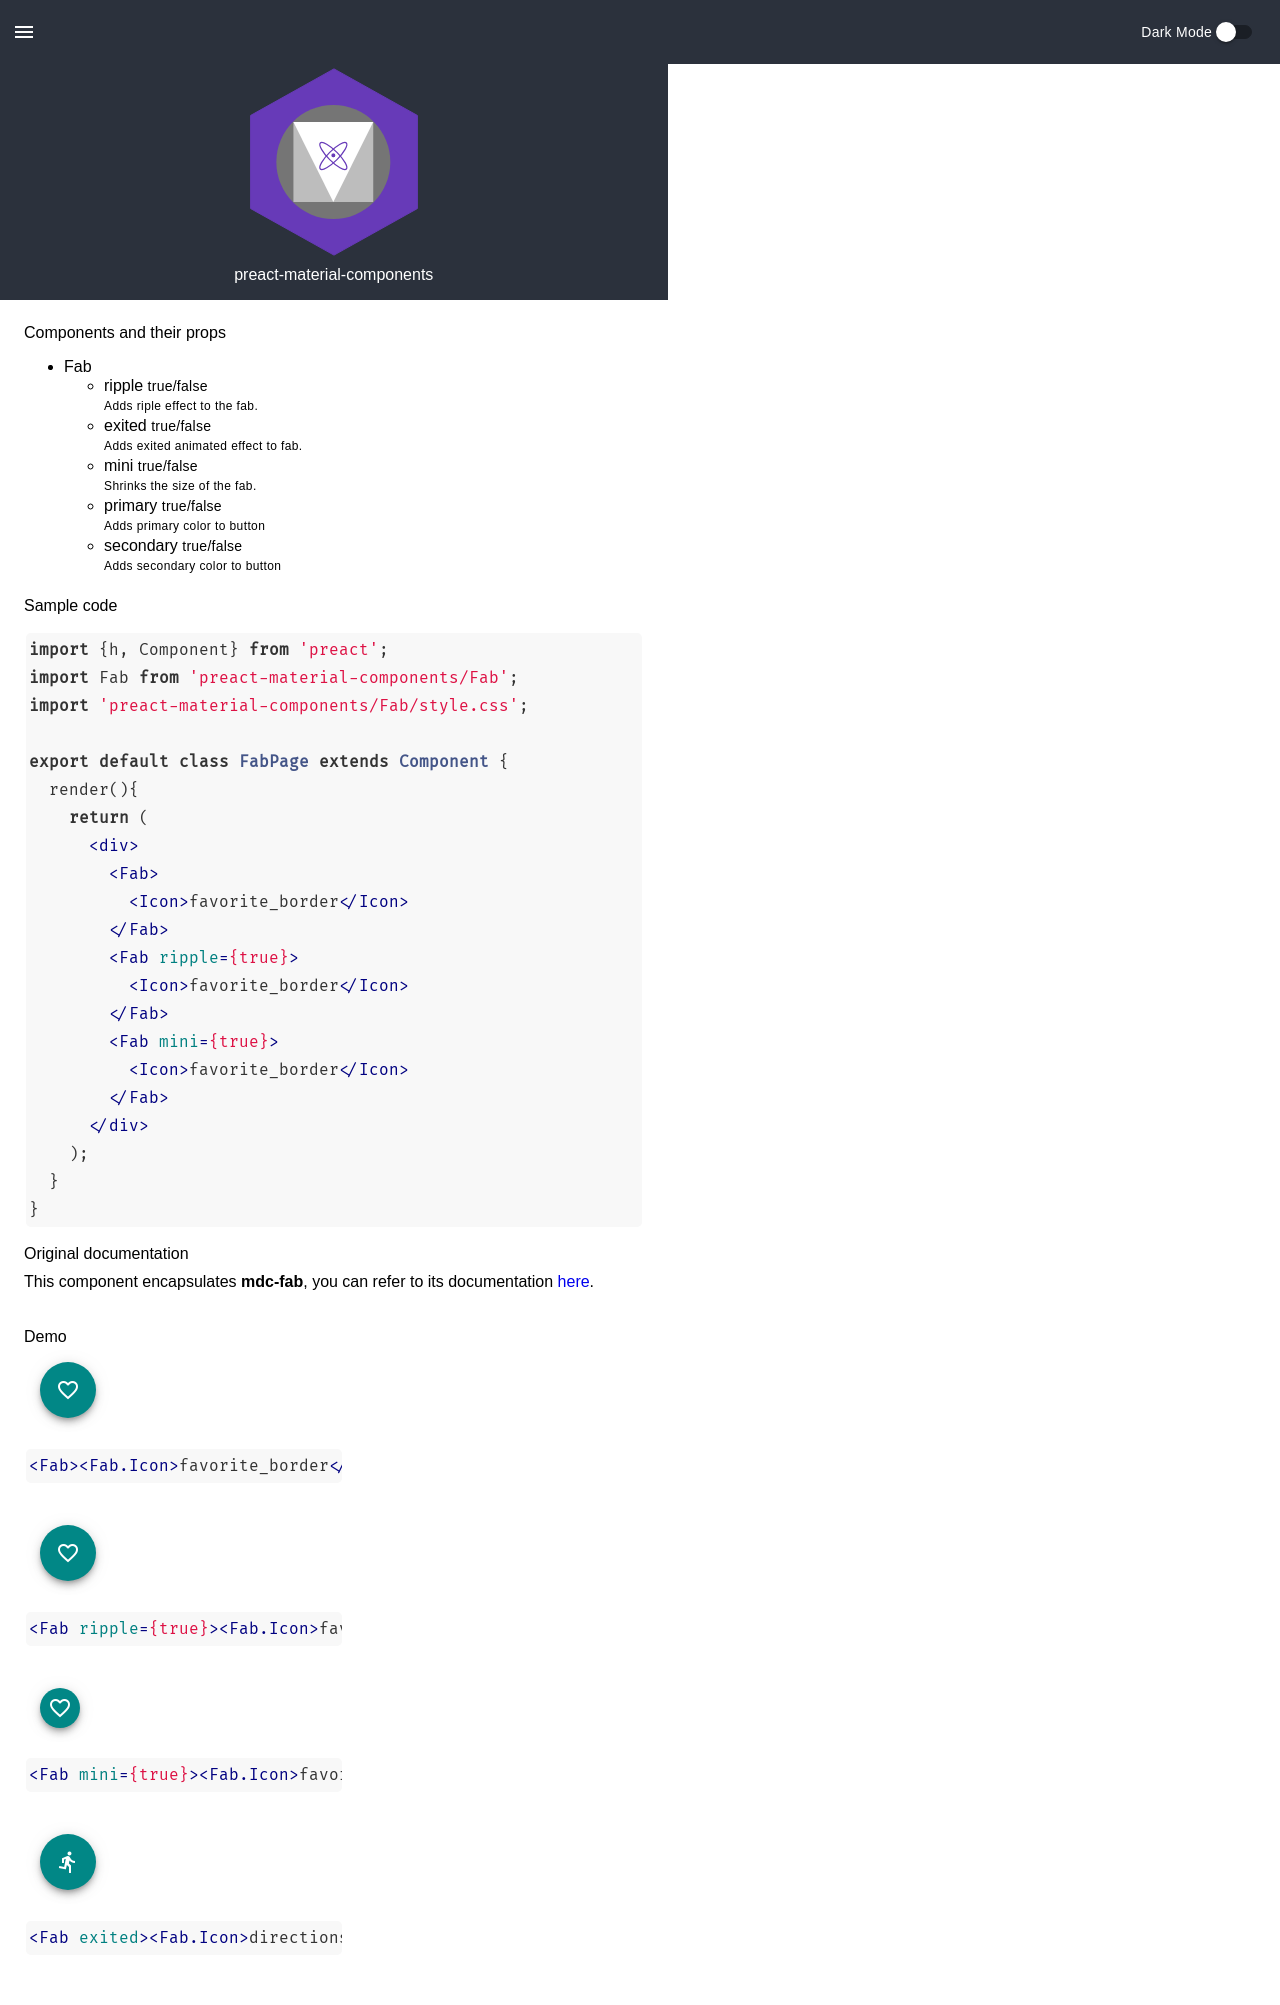 Dark Mode
preact-material-components
Components and their props
Fab
ripple true/false
Adds riple effect to the fab.
exited true/false
Adds exited animated effect to fab.
mini true/false
Shrinks the size of the fab.
primary true/false
Adds primary color to button
secondary true/false
Adds secondary color to button
Sample code
import {h, Component} from 'preact';
import Fab from 'preact-material-components/Fab';
import 'preact-material-components/Fab/style.css';
export default class FabPage extends Component {
render(){
return (
<div>
<Fab>
<Icon>favorite_border</Icon>
</Fab>
<Fab ripple={true}>
<Icon>favorite_border</Icon>
</Fab>
<Fab mini={true}>
<Icon>favorite_border</Icon>
</Fab>
</div>
);
}
}
Original documentation
This component encapsulates mdc-fab, you can refer to its documentation here.
Demo
<Fab><Fab.Icon>favorite_border</
<Fab ripple={true}><Fab.Icon>fav
<Fab mini={true}><Fab.Icon>favor
<Fab exited><Fab.Icon>directions